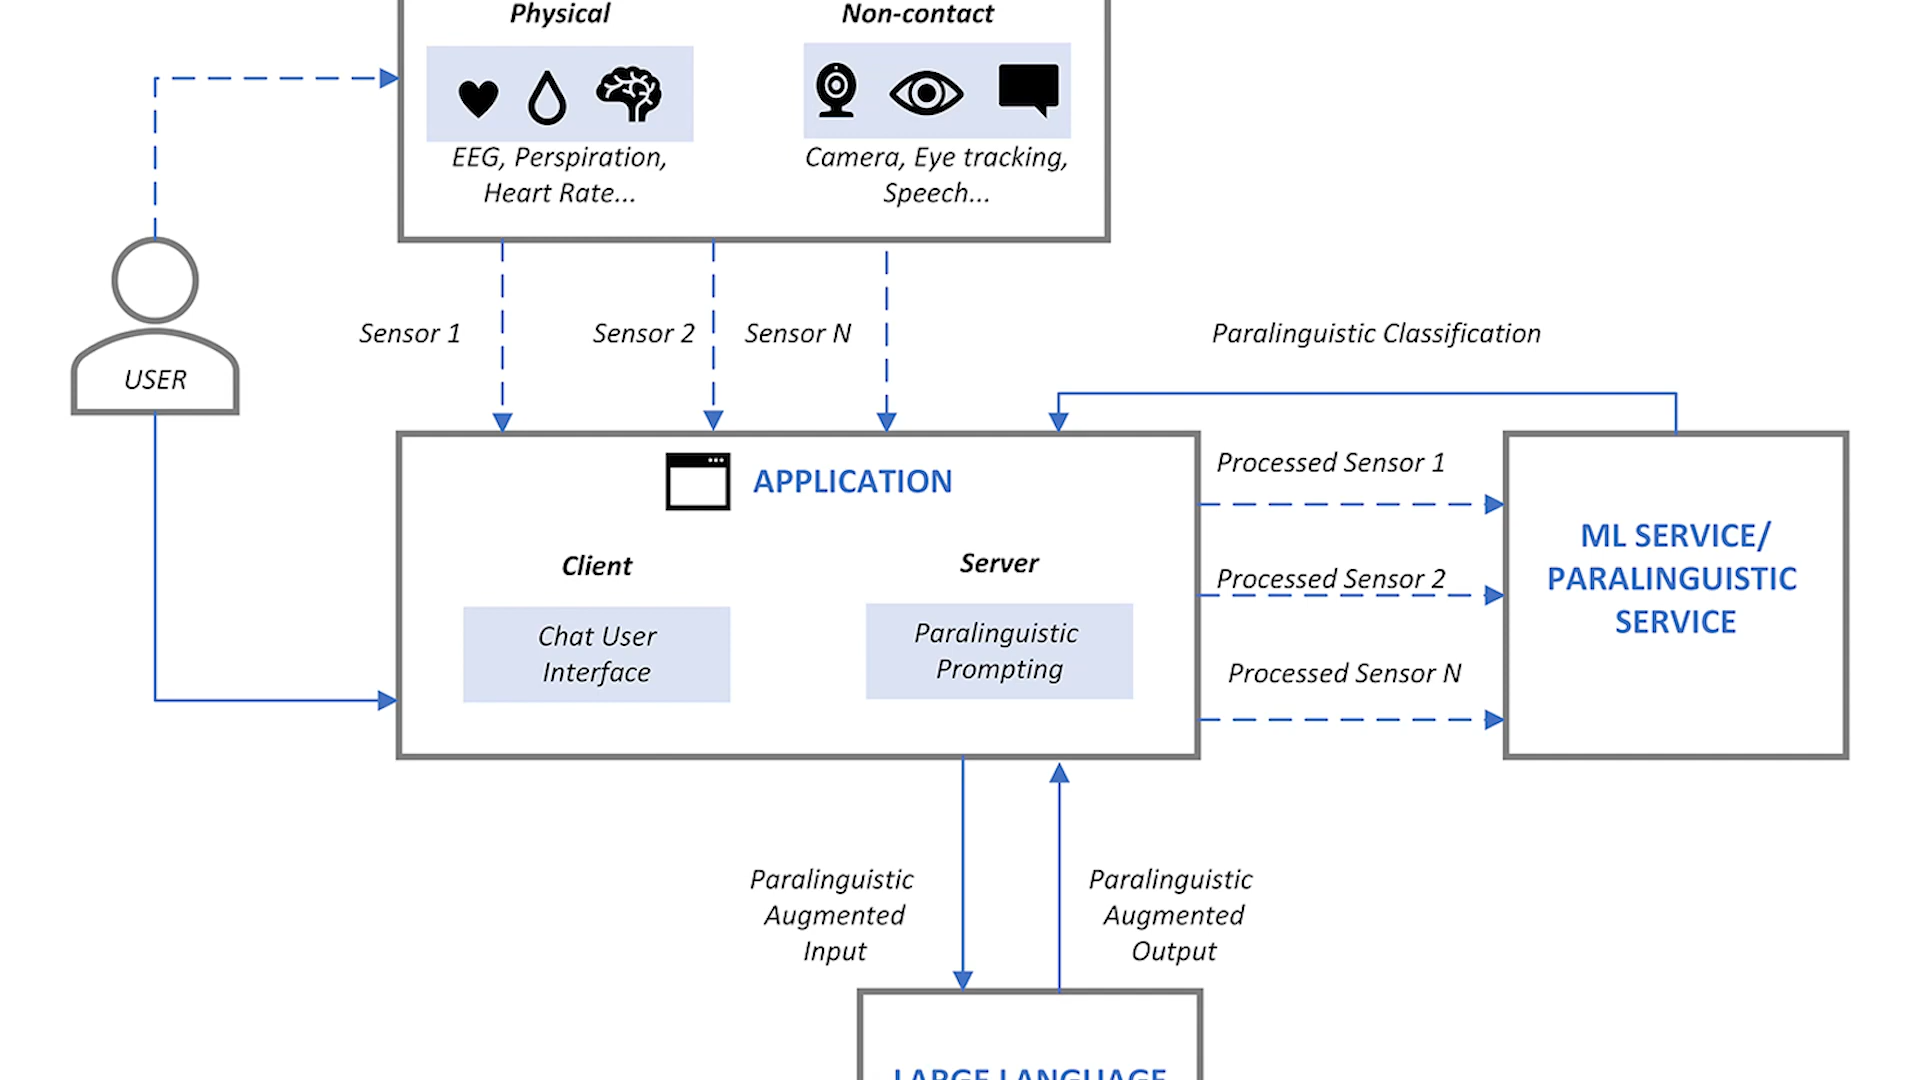 Physical
Non-contact
EEG, Perspiration,
Heart Rate...
Camera, Eye tracking,
Speech...
USER
Sensor 1
Sensor 2
Sensor N
Paralinguistic Classification
APPLICATION
Client
Server
Chat User
Interface
Paralinguistic
Prompting
Processed Sensor 1
Processed Sensor 2
Processed Sensor N
ML SERVICE/
PARALINGUISTIC
SERVICE
Paralinguistic
Augmented
Input
Paralinguistic
Augmented
Output
LARGE LANGUAGE